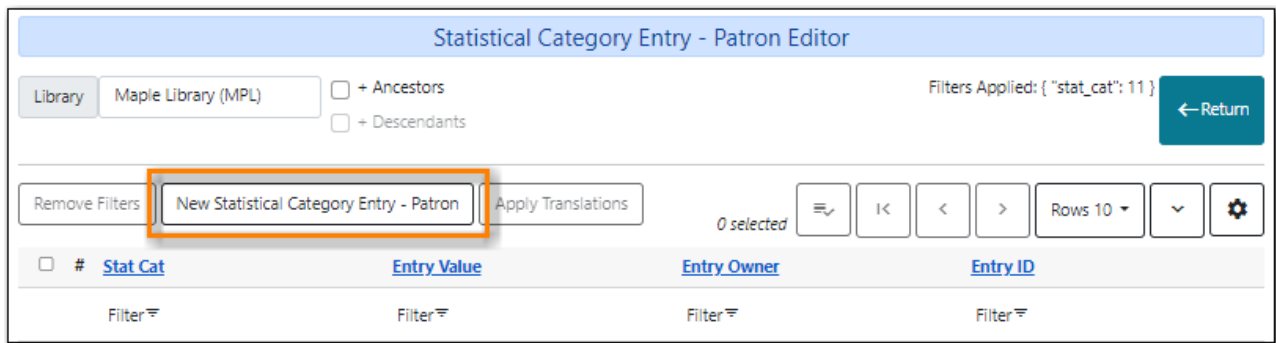 Statistical Category Entry - Patron Editor
Library Maple Library (MPL) + Ancestors Filters Applied: { "stat_cat": 11 } ←Return
+ Descendants
Remove Filters New Statistical Category Entry - Patron Apply Translations 0 selected Rows 10
# Stat Cat Entry Value Entry Owner Entry ID
Filter Filter Filter Filter